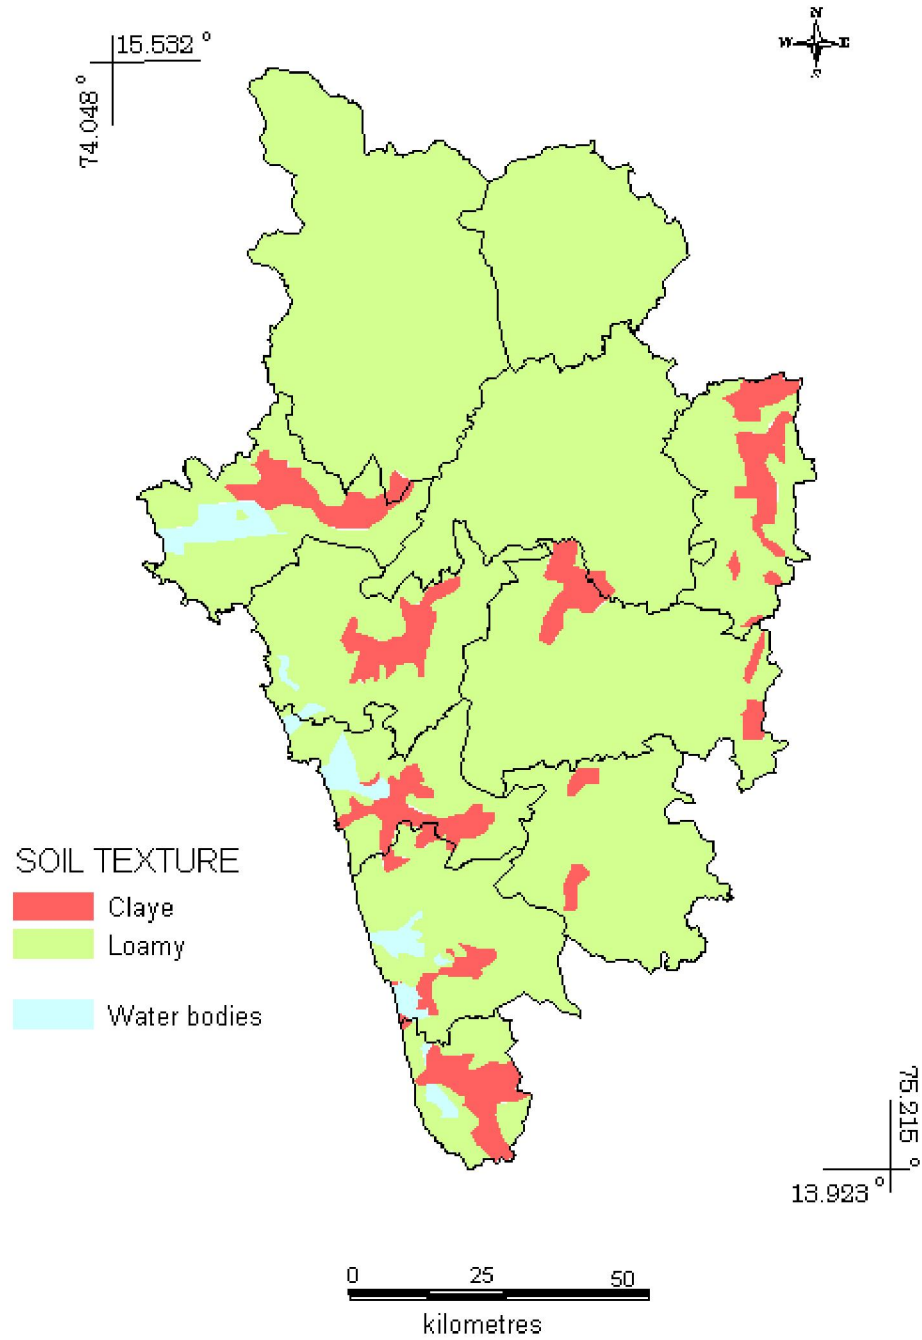 15.532 °
74.048 °
N
W E
S
SOIL TEXTURE
Claye
Loamy
Water bodies
75.215 °
13.923 °
0 25 50
kilometres